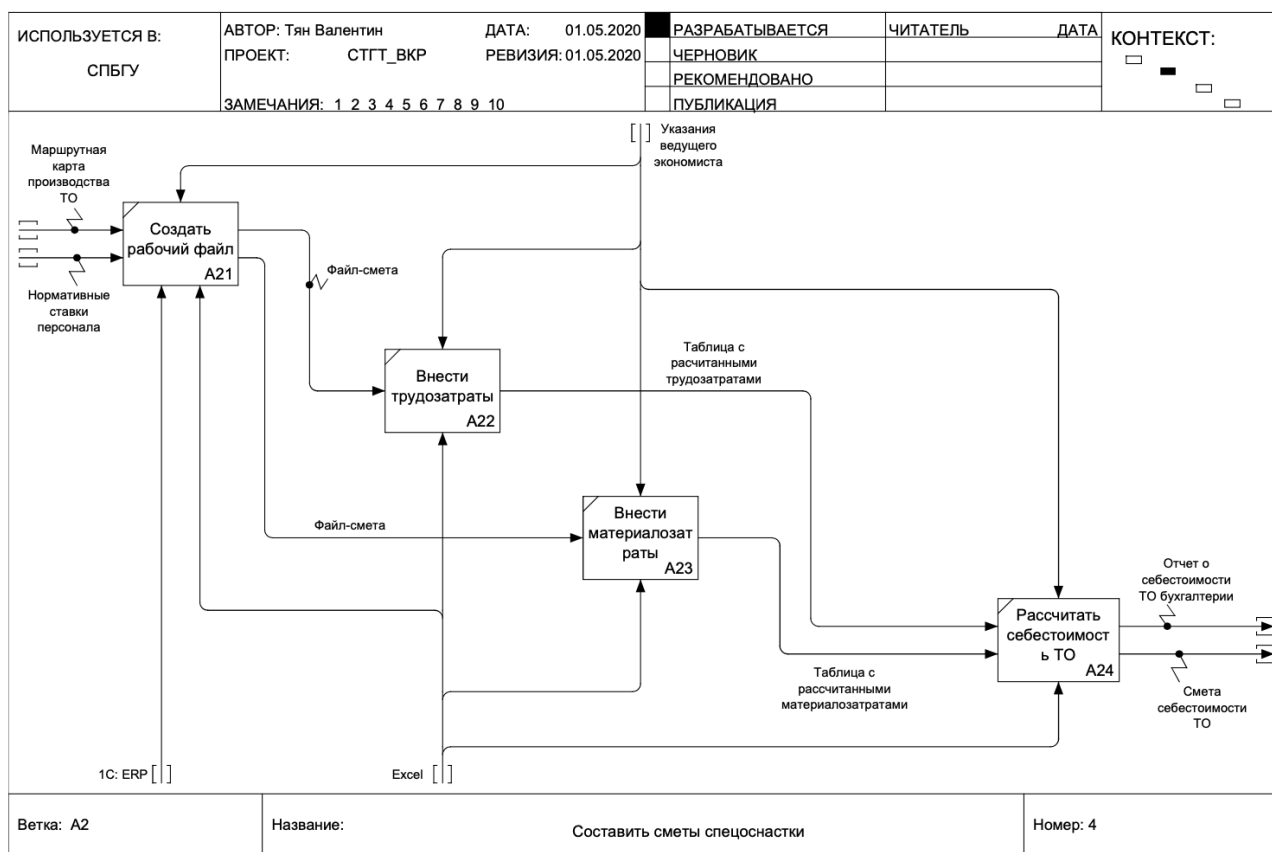 ИСПОЛЬЗУЕТСЯ В:
СПБГУ
АВТОР: Тян Валентин
ДАТА: 01.05.2020
ПРОЕКТ: СТГТ_ВКР
РЕВИЗИЯ: 01.05.2020
ЗАМЕЧАНИЯ: 1 2 3 4 5 6 7 8 9 10
РАЗРАБАТЫВАЕТСЯ
ЧЕРНОВИК
РЕКОМЕНДОВАНО
ПУБЛИКАЦИЯ
ЧИТАТЕЛЬ
ДАТА
КОНТЕКСТ:
Указания
ведущего
экономиста
Маршрутная
карта
производства
ТО
Создать
рабочий файл
A21
Нормативные
ставки
персонала
Файл-смета
Внести
трудозатраты
A22
Таблица с
расчитанными
трудозатратами
Файл-смета
Внести
материалозат
раты
A23
Отчет о
себестоимости
ТО бухгалтерии
Рассчитать
себестоимост
ь ТО
A24
Таблица с
рассчитанными
материалозатратами
Смета
себестоимости
ТО
1С: ERP
Excel
Ветка: A2
Название:
Составить сметы спецоснастки
Номер: 4